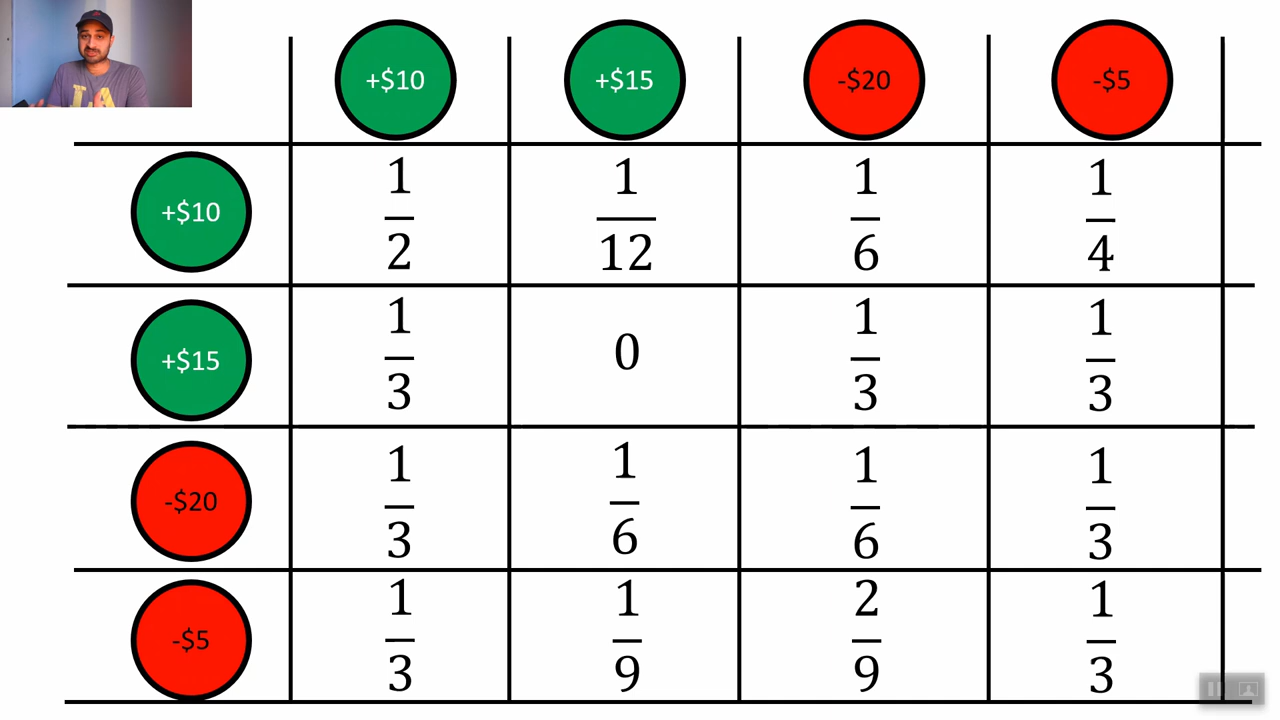 +$10 +$15 -$20 -$5
+$10 1/2 1/12 1/6 1/4
+$15 1/3 0 1/3 1/3
-$20 1/3 1/6 1/6 1/3
-$5 1/3 1/9 2/9 1/3